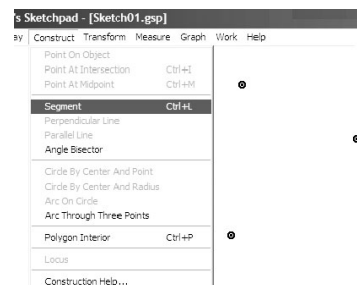 's Sketchpad - [Sketch01.gsp]
ay Construct Transform Measure Graph Work Help
Point On Object
Point At Intersection Ctrl+I
Point At Midpoint Ctrl+M
Segment Ctrl+L
Perpendicular Line
Parallel Line
Angle Bisector
Circle By Center And Point
Circle By Center And Radius
Arc On Circle
Arc Through Three Points
Polygon Interior Ctrl+P
Locus
Construction Help...